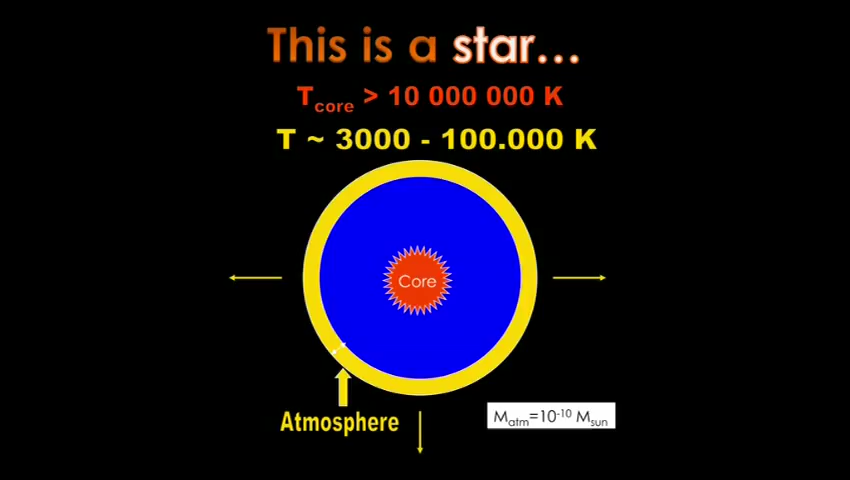 This is a star...
Tcore > 10 000 000 K
T ~ 3000 - 100.000 K
Core
Atmosphere
Matm=10-10 Msun